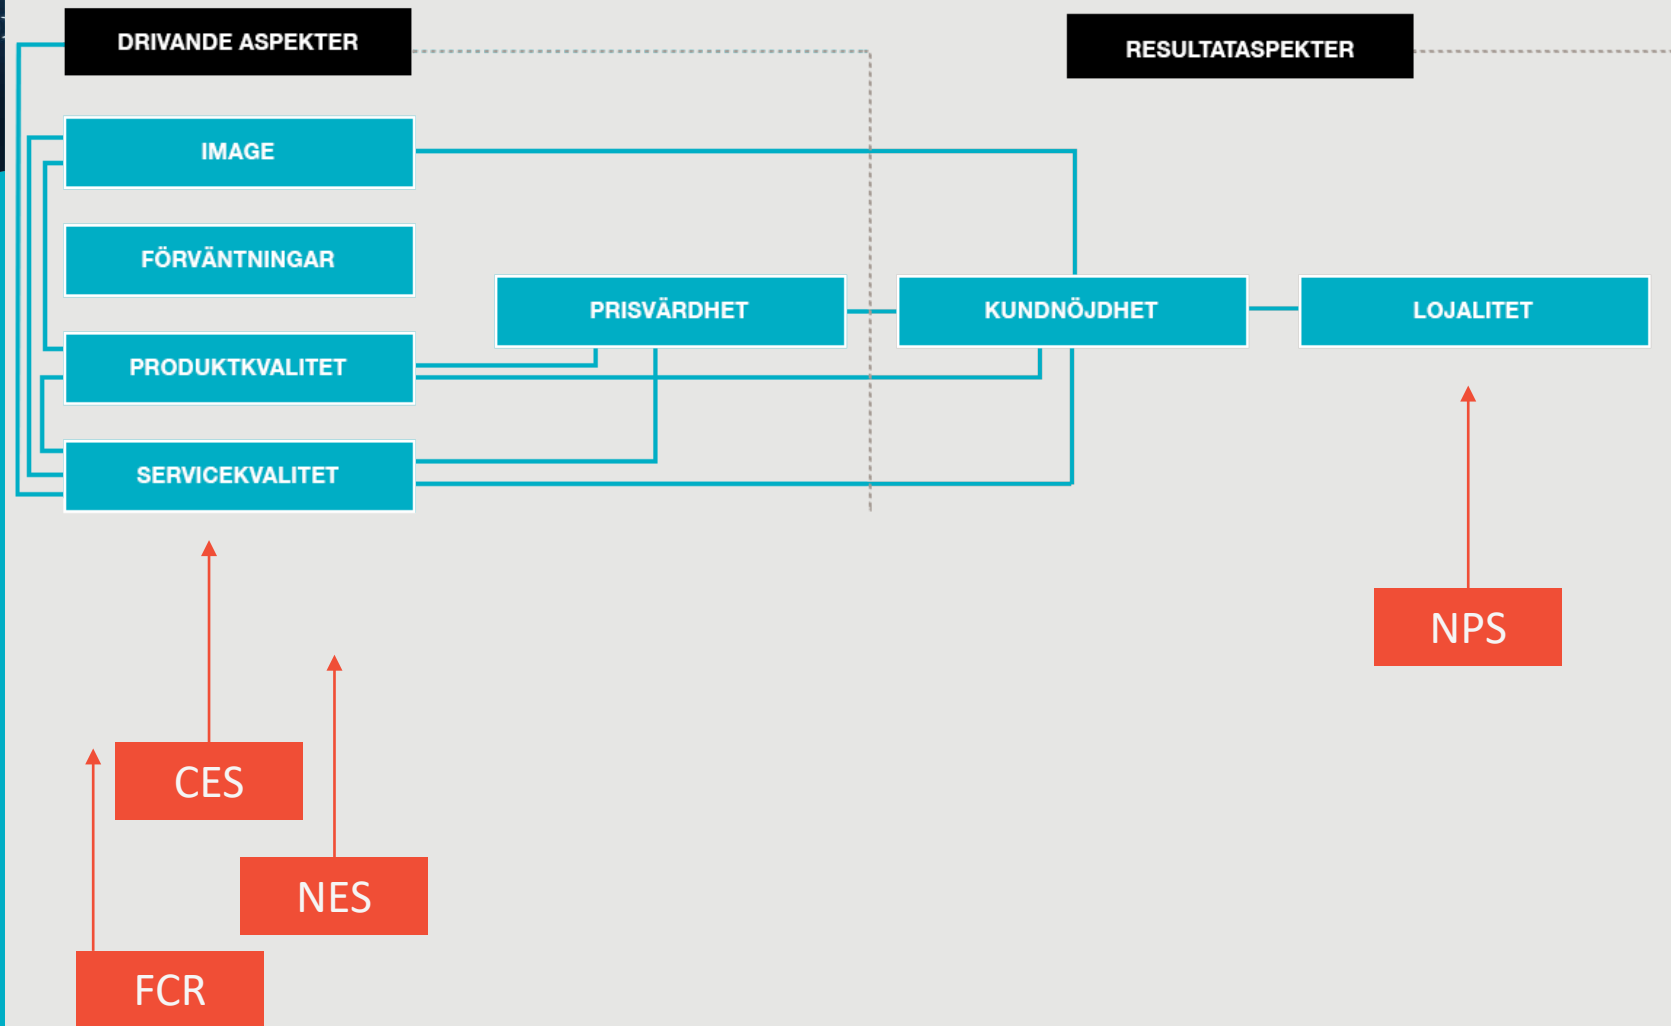 DRIVANDE ASPEKTER
RESULTATASPEKTER
IMAGE
FÖRVÄNTNINGAR
PRISVÄRDHET
KUNDNÖJDHET
LOJALITET
PRODUKTKVALITET
SERVICEKVALITET
NPS
CES
NES
FCR